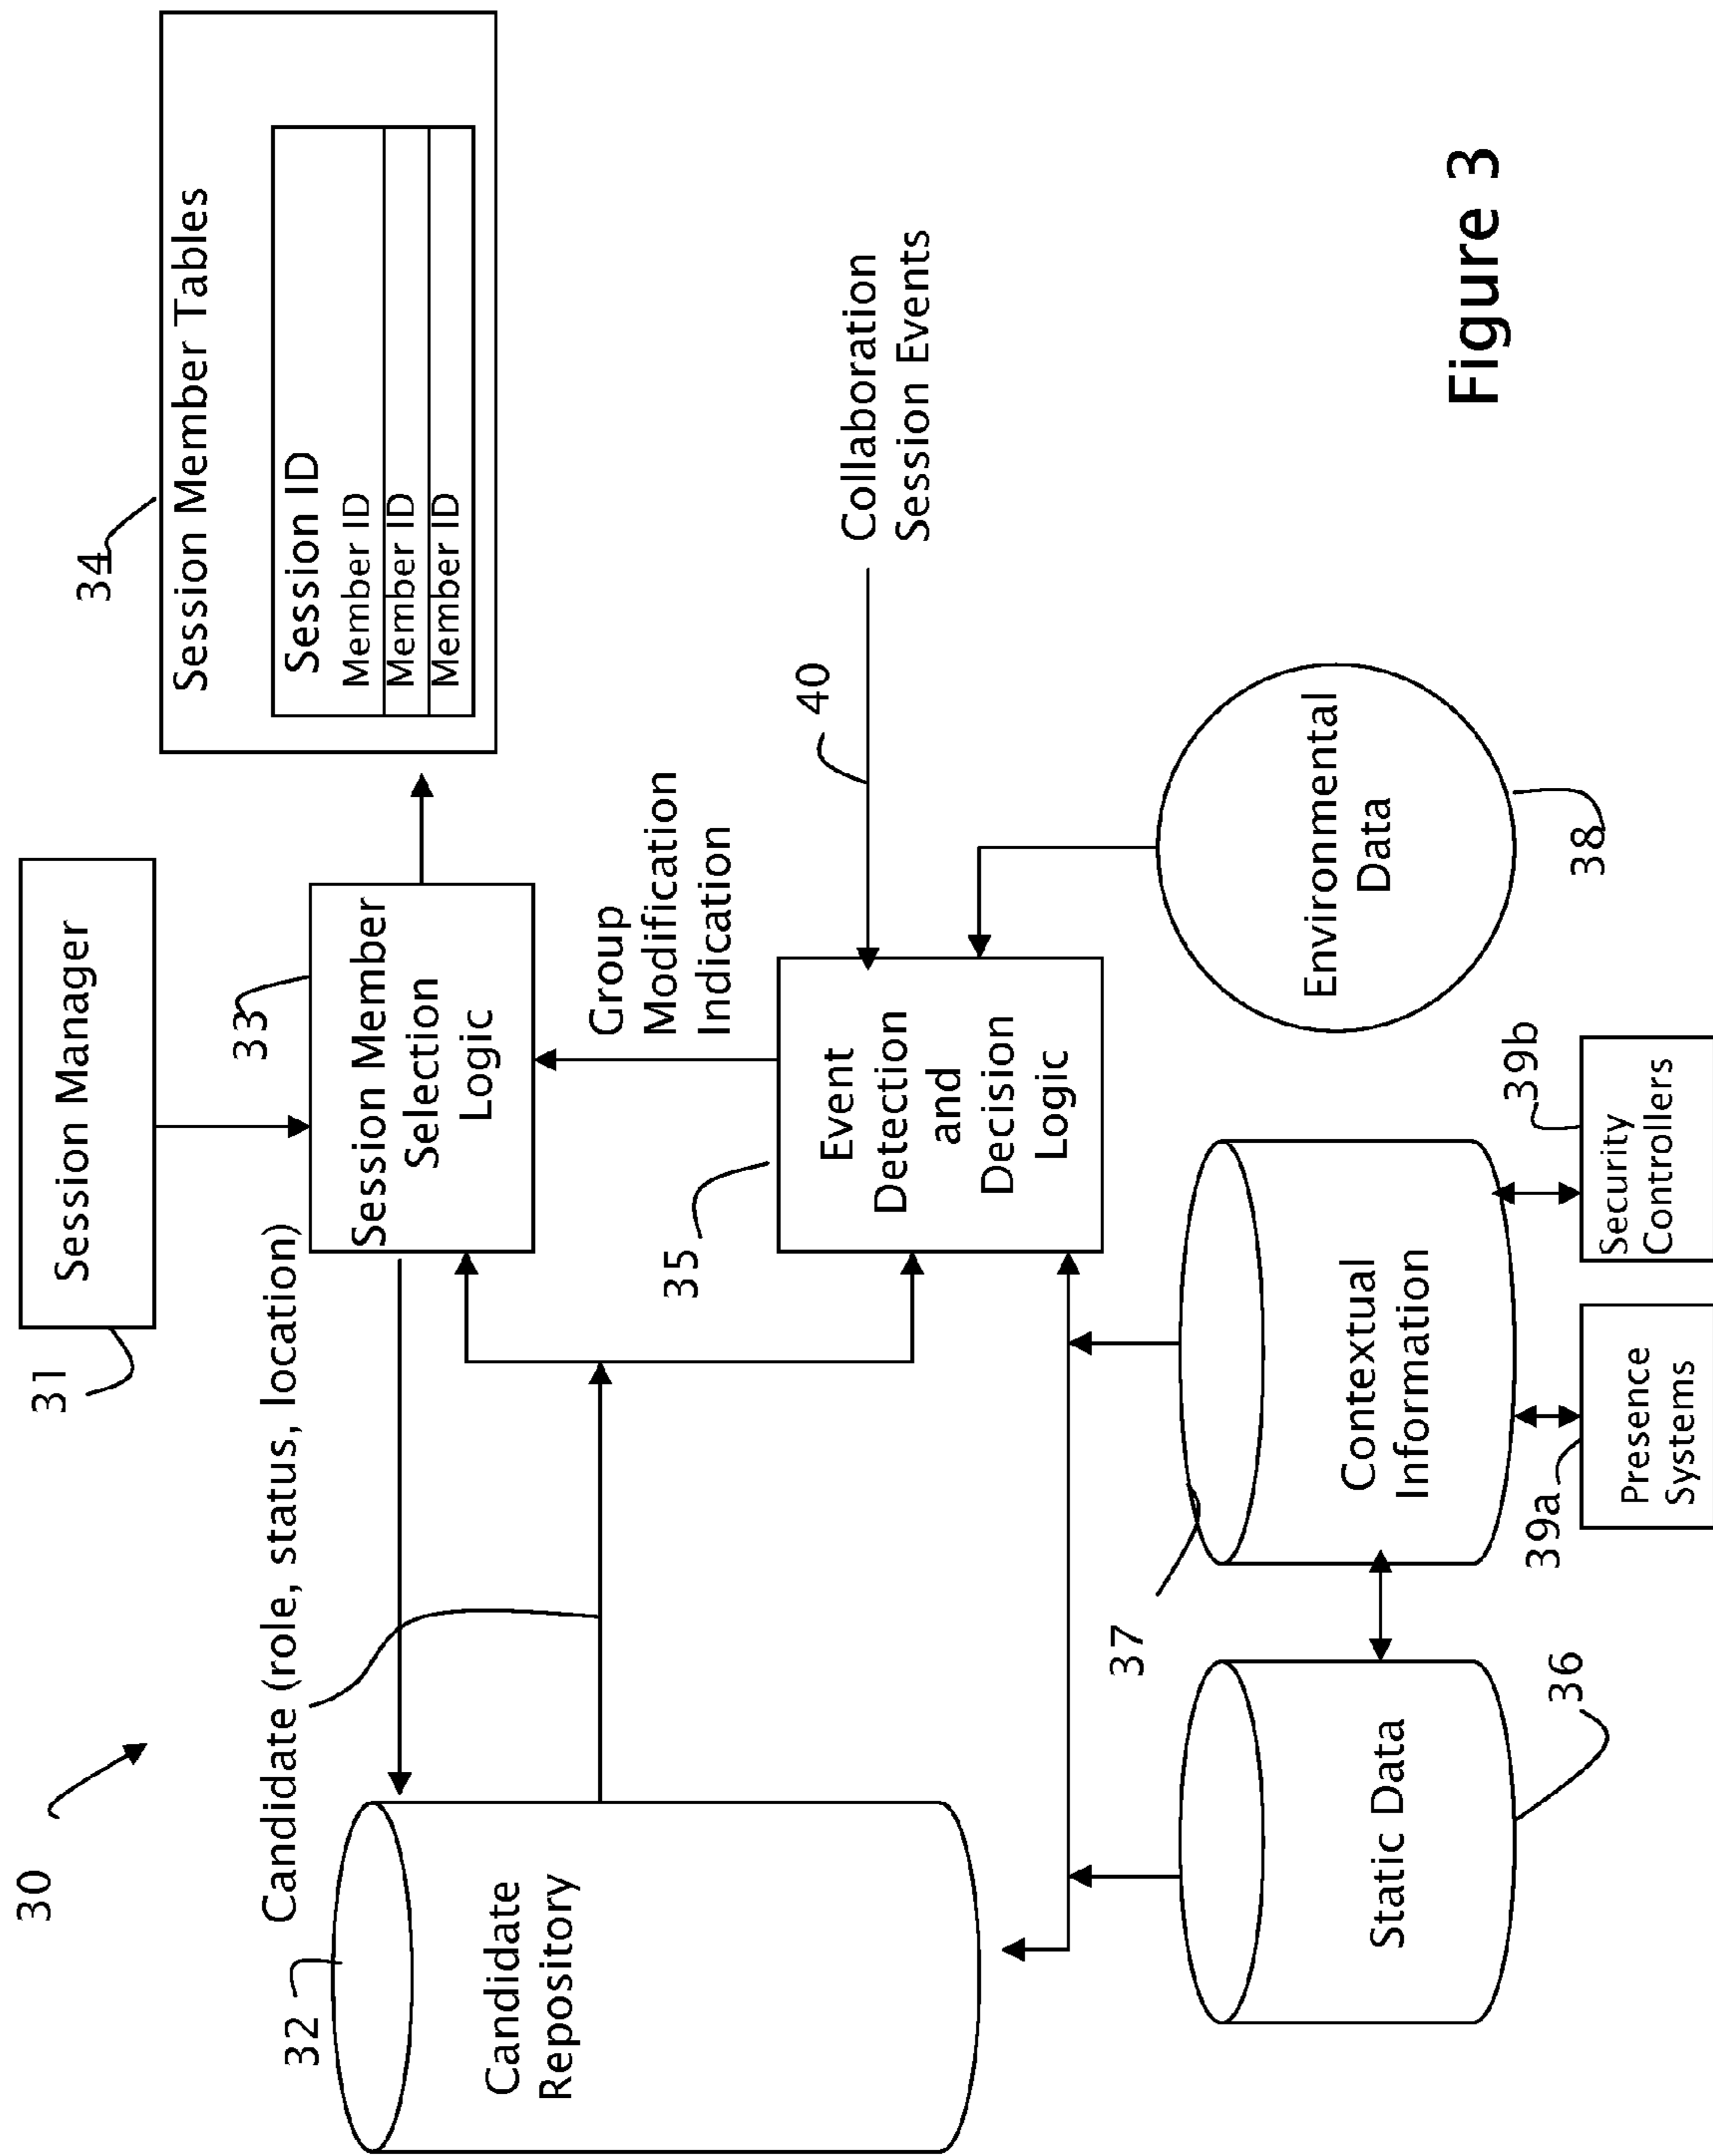 30
31
Session Manager
34
Session Member Tables
Session ID
Member ID
Member ID
Member ID
33
Session Member
Selection
Logic
Candidate (role, status, location)
32
Candidate
Repository
Group
Modification
Indication
40
Collaboration
Session Events
35
Event
Detection
and
Decision
Logic
37
Contextual
Information
Static Data
36
Environmental
Data
38
39a
Presence
Systems
39b
Security
Controllers
Figure 3